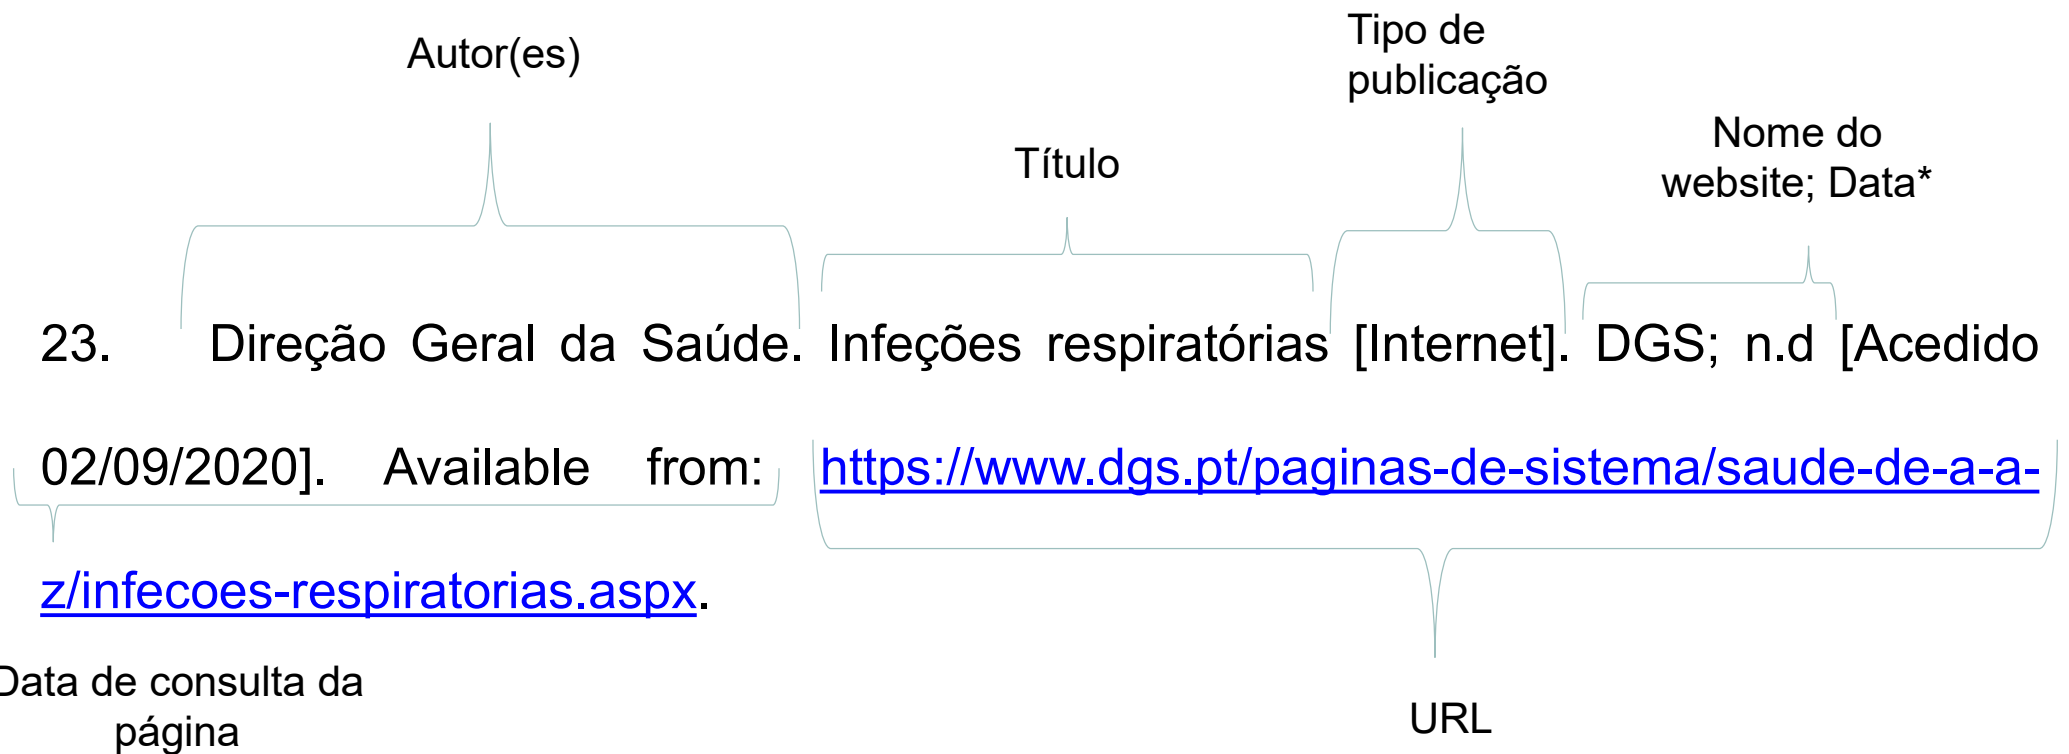 Autor(es)
Tipo de
publicação
Título
Nome do
website; Data*
23. Direção Geral da Saúde. Infeções respiratórias [Internet]. DGS; n.d [Acedido
02/09/2020]. Available from: https://www.dgs.pt/paginas-de-sistema/saude-de-a-a-
z/infecoes-respiratorias.aspx.
Data de consulta da
página
URL